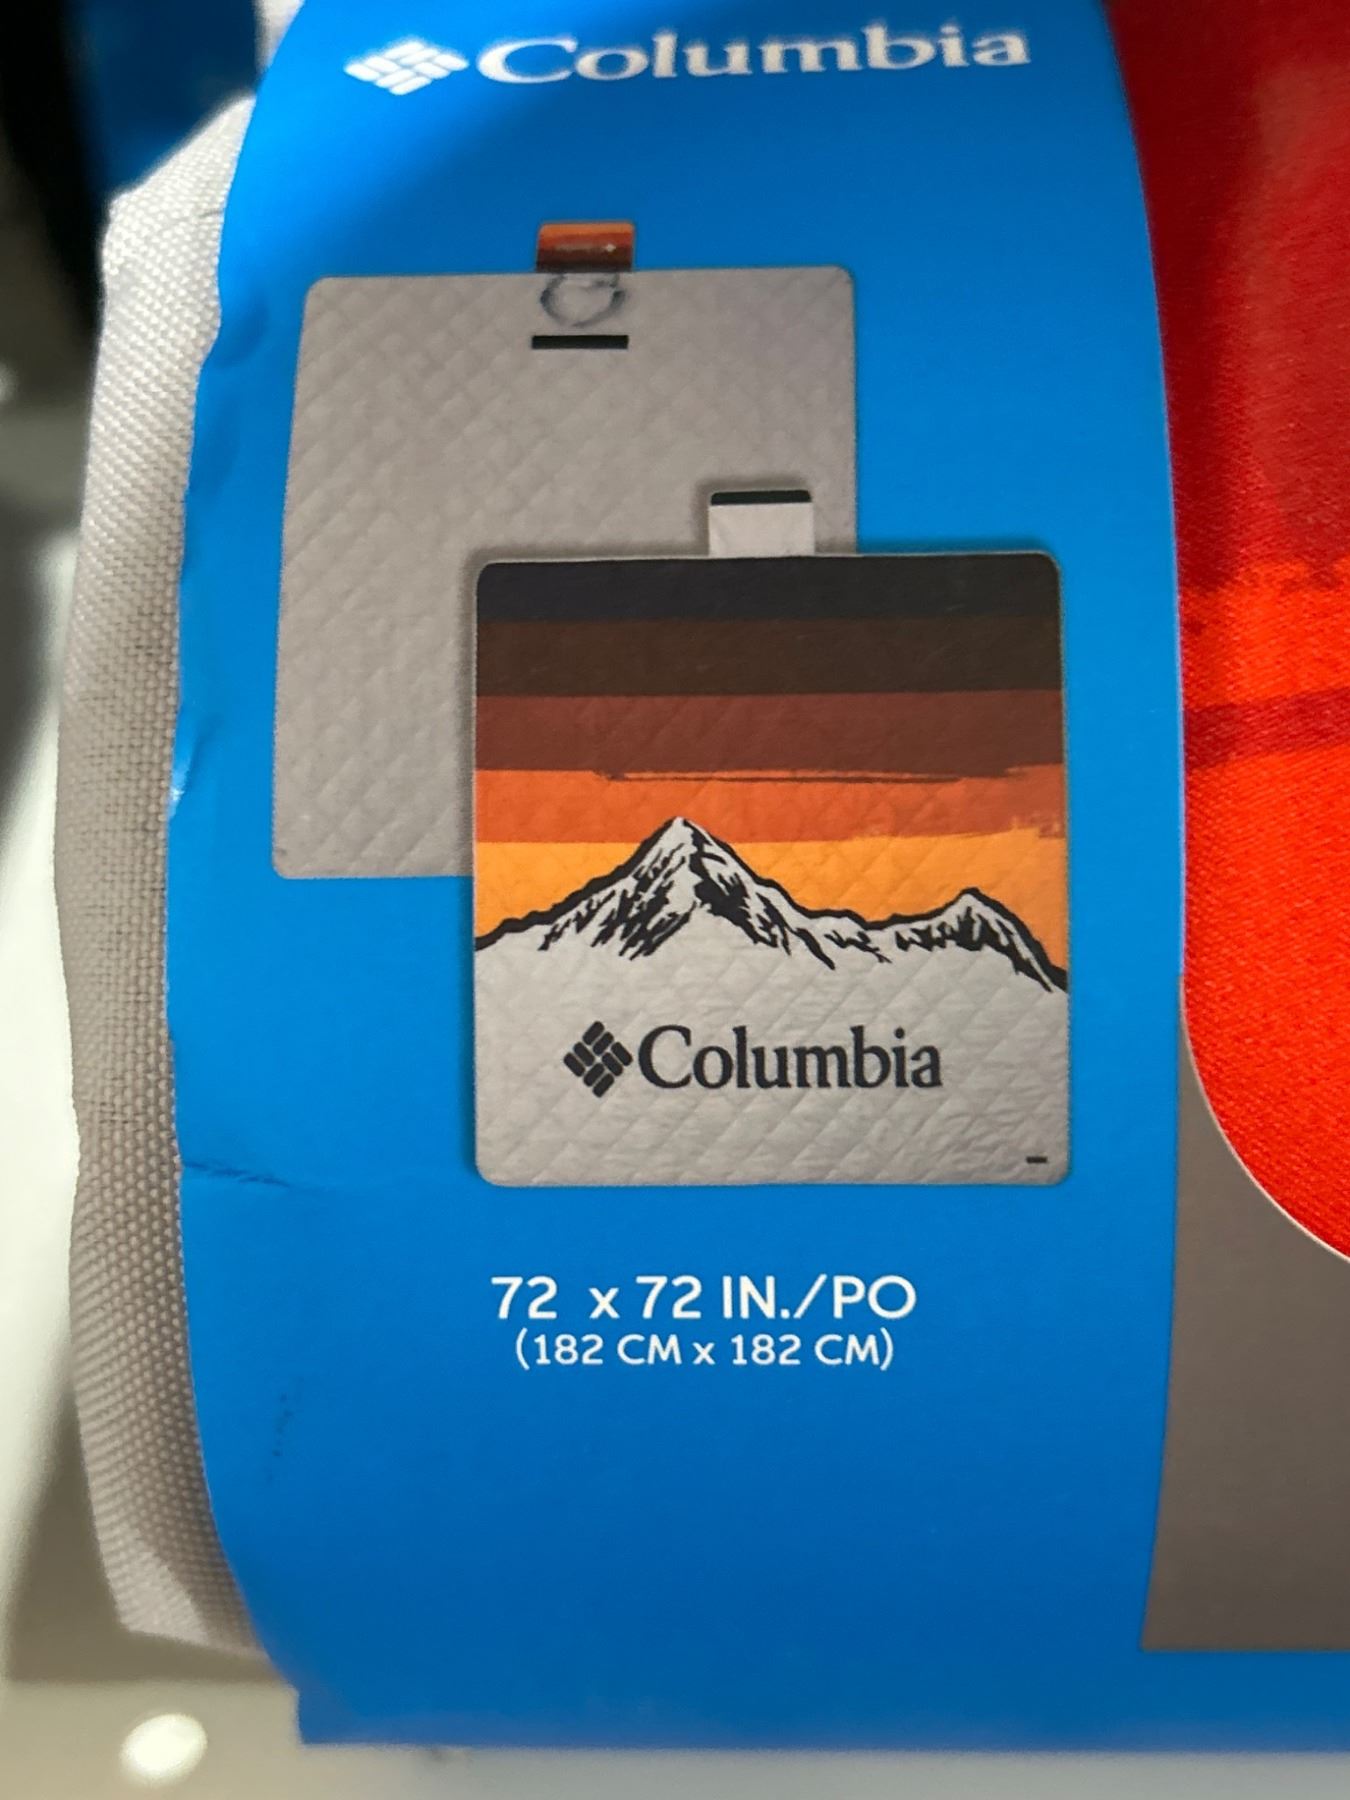 Columbia
Columbia
72 x 72 IN./PO
(182 CM x 182 CM)